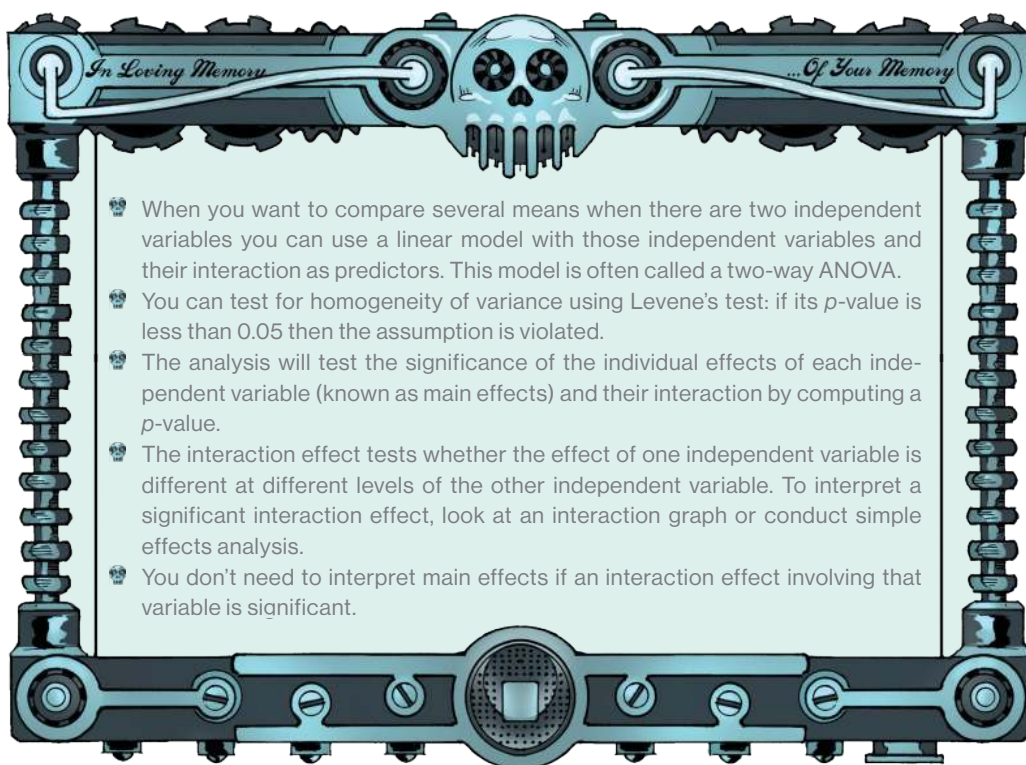 In Loving Memory
...Of Your Memory
When you want to compare several means when there are two independent
variables you can use a linear model with those independent variables and
their interaction as predictors. This model is often called a two-way ANOVA.
You can test for homogeneity of variance using Levene’s test: if its p-value is
less than 0.05 then the assumption is violated.
The analysis will test the significance of the individual effects of each inde-
pendent variable (known as main effects) and their interaction by computing a
p-value.
The interaction effect tests whether the effect of one independent variable is
different at different levels of the other independent variable. To interpret a
significant interaction effect, look at an interaction graph or conduct simple
effects analysis.
You don’t need to interpret main effects if an interaction effect involving that
variable is significant.